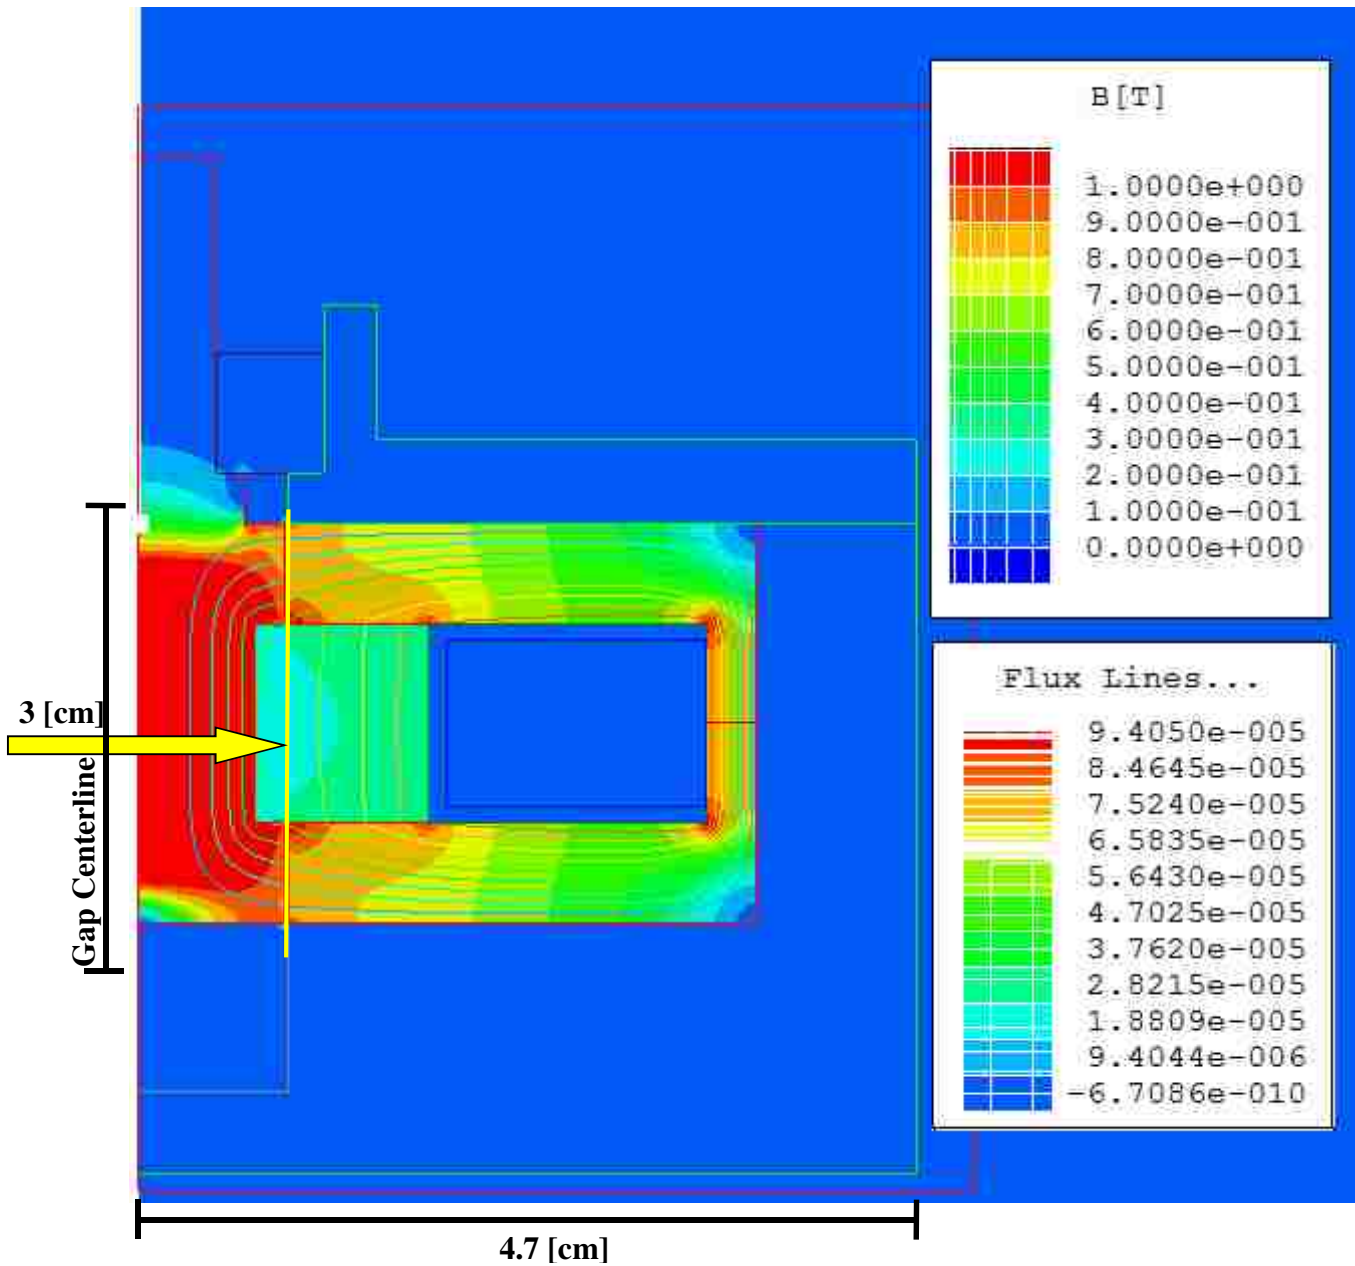 B[T]
1.0000e+000
9.0000e-001
8.0000e-001
7.0000e-001
6.0000e-001
5.0000e-001
4.0000e-001
3.0000e-001
2.0000e-001
1.0000e-001
0.0000e+000
Flux Lines...
9.4050e-005
8.4645e-005
7.5240e-005
6.5835e-005
5.6430e-005
4.7025e-005
3.7620e-005
2.8215e-005
1.8809e-005
9.4044e-006
-6.7086e-010
3 [cm]
Gap Centerline
4.7 [cm]